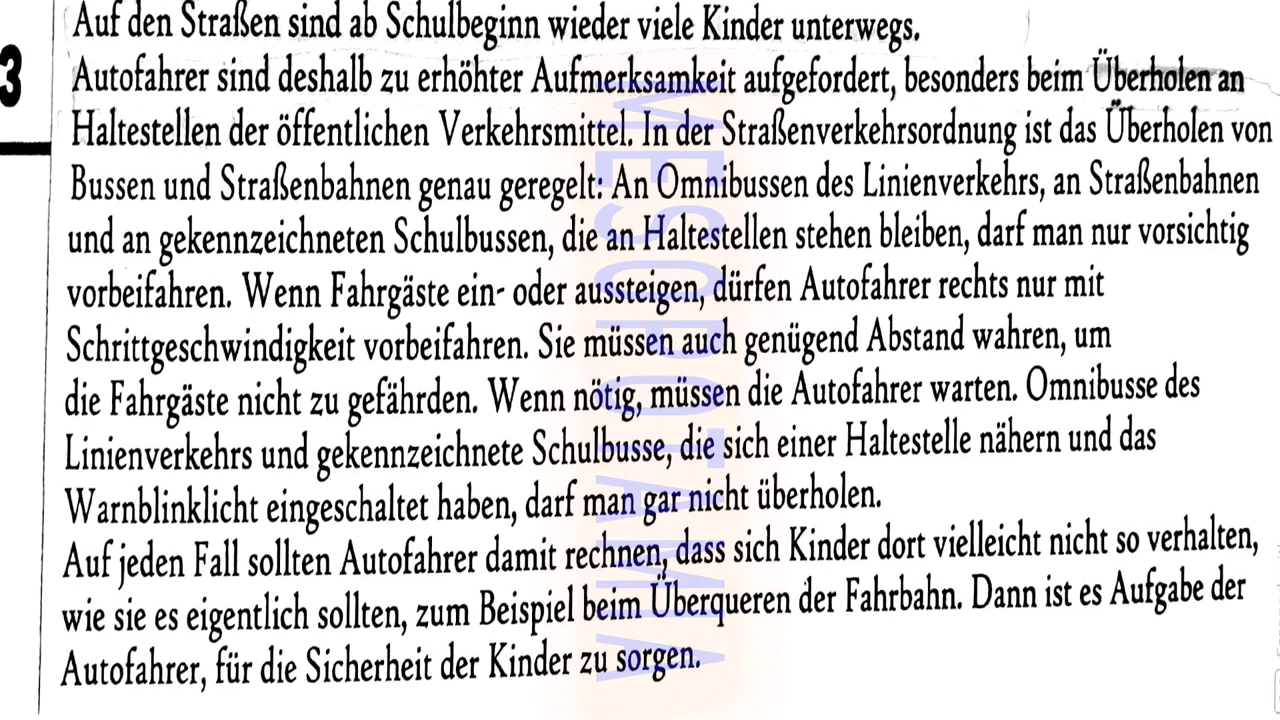 Auf den Straßen sind ab Schulbeginn wieder viele Kinder unterwegs.
3
Autofahrer sind deshalb zu erhöhter Aufmerksamkeit aufgefordert, besonders beim Überholen an
Haltestellen der öffentlichen Verkehrsmittel. In der Straßenverkehrsordnung ist das Überholen von
Bussen und Straßenbahnen genau geregelt: An Omnibussen des Linienverkehrs, an Straßenbahnen
und an gekennzeichneten Schulbussen, die an Haltestellen stehen bleiben, darf man nur vorsichtig
vorbeifahren. Wenn Fahrgäste ein- oder aussteigen, dürfen Autofahrer rechts nur mit
Schrittgeschwindigkeit vorbeifahren. Sie müssen auch genügend Abstand wahren, um
die Fahrgäste nicht zu gefährden. Wenn nötig, müssen die Autofahrer warten. Omnibusse des
Linienverkehrs und gekennzeichnete Schulbusse, die sich einer Haltestelle nähern und das
Warnblinklicht eingeschaltet haben, darf man gar nicht überholen.
Auf jeden Fall sollten Autofahrer damit rechnen, dass sich Kinder dort vielleicht nicht so verhalten,
wie sie es eigentlich sollten, zum Beispiel beim Überqueren der Fahrbahn. Dann ist es Aufgabe der
Autofahrer, für die Sicherheit der Kinder zu sorgen.
MESOPO-TAMIA